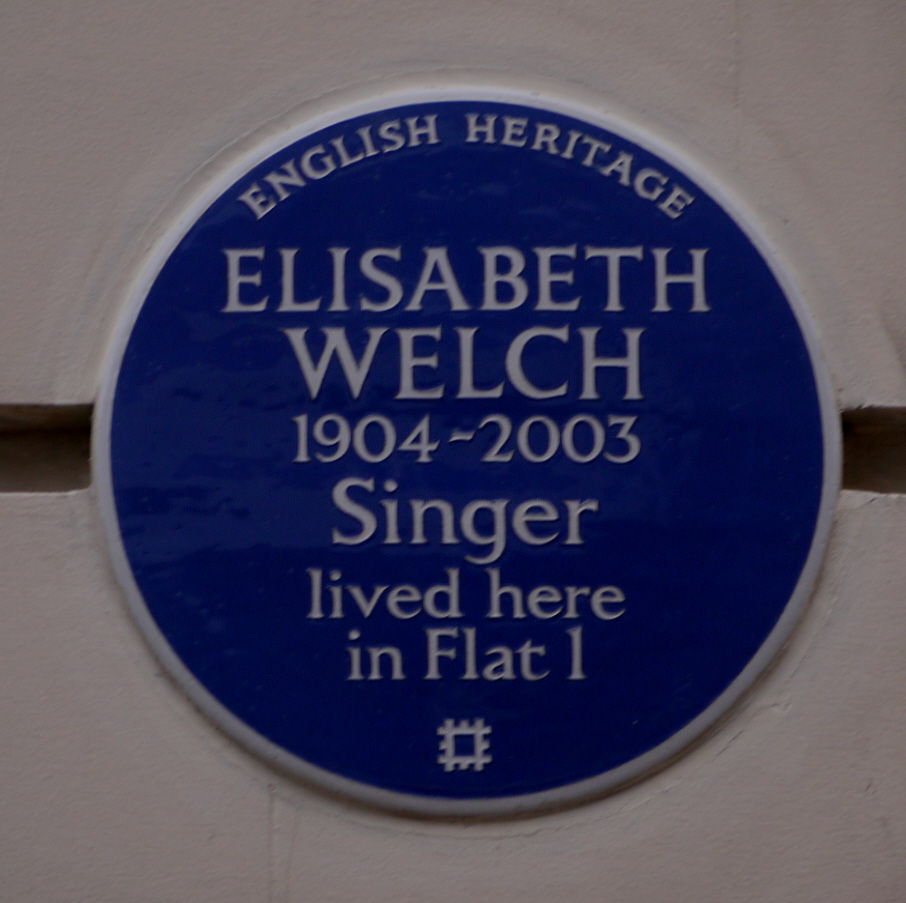 ENGLISH HERITAGE
ELISABETH
WELCH
1904~2003
Singer
lived here
in Flat 1